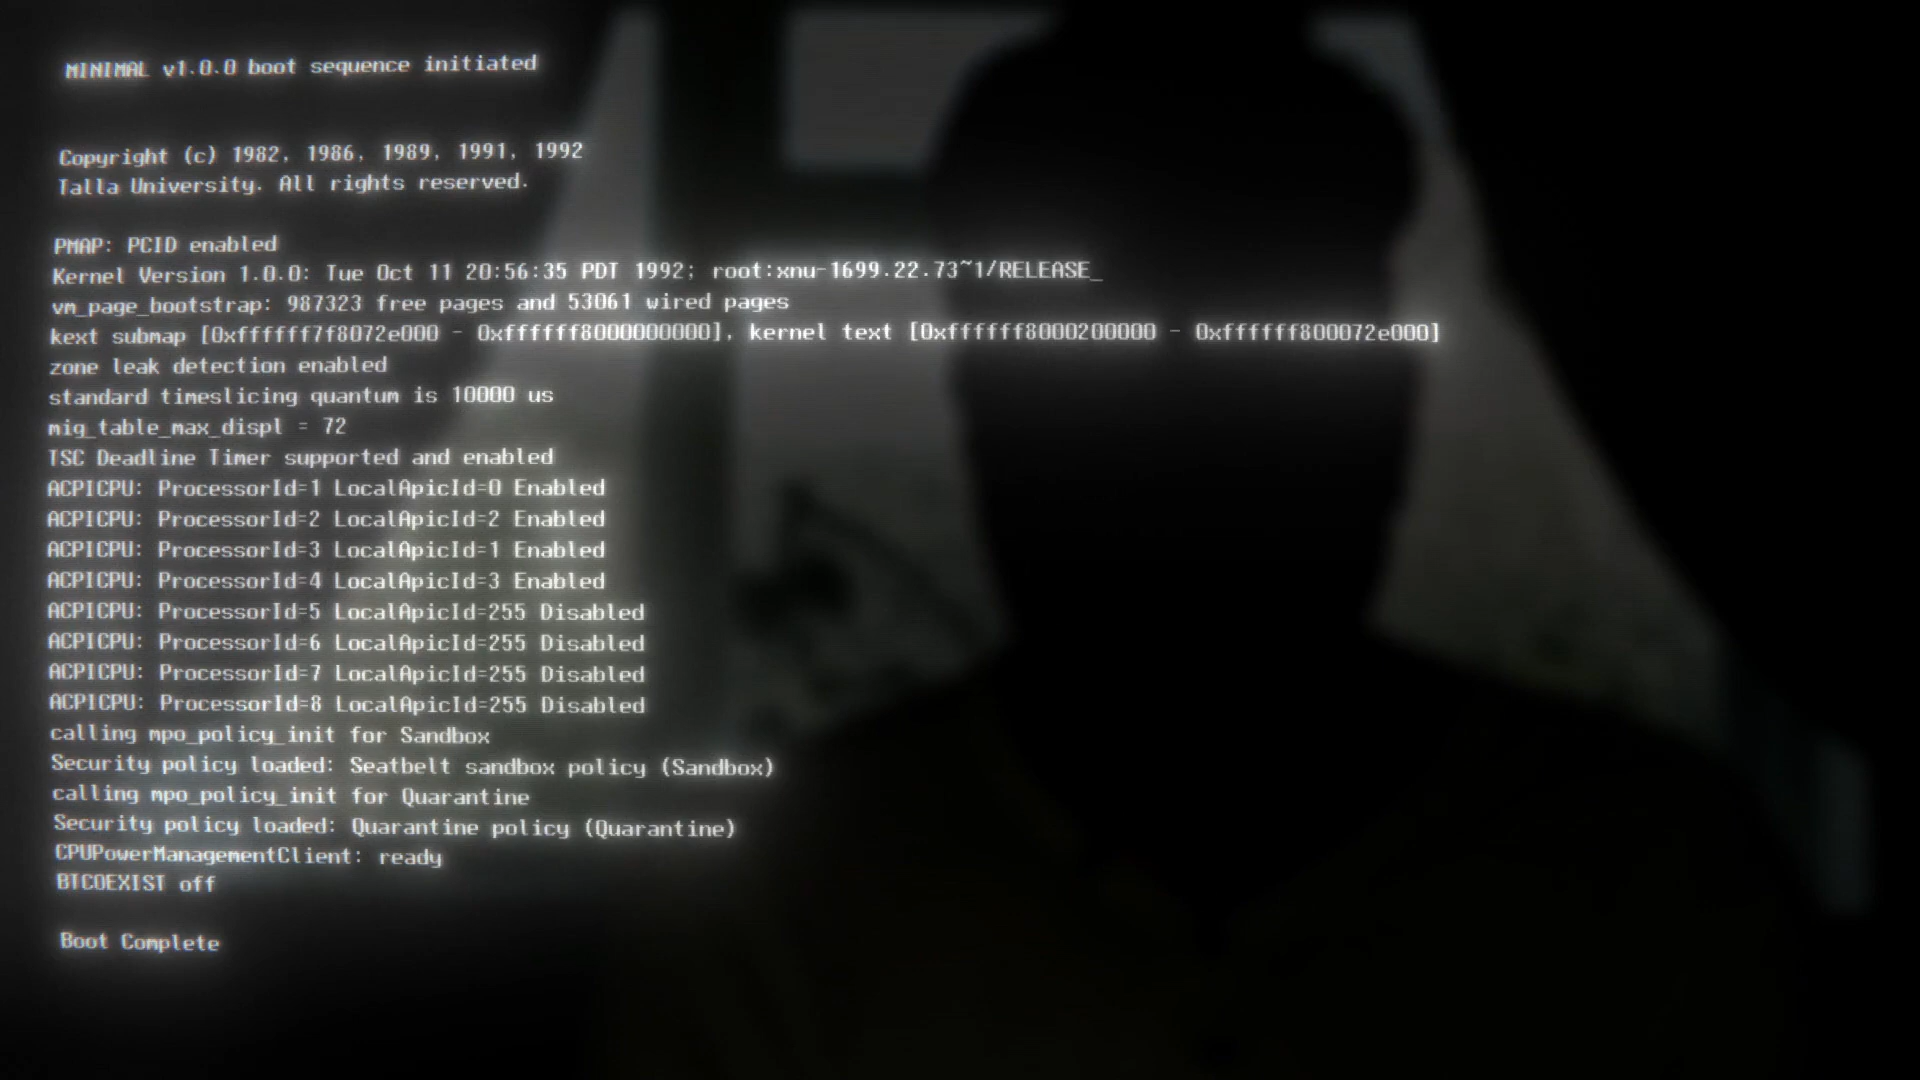 MINIMAL v1.0.0 boot sequence initiated
Copyright (c) 1982, 1986, 1989, 1991, 1992
Talla University. All rights reserved.
PMAP: PCID enabled
Kernel Version 1.0.0: Tue Oct 11 20:56:35 PDT 1992; root:xnu-1699.22.73~1/RELEASE_
vm_page_bootstrap: 987323 free pages and 53061 wired pages
kext submap [0xffffff7f8072e000 - 0xffffff8000000000], kernel text [0xffffff8000200000 - 0xffffff800072e000]
zone leak detection enabled
standard timeslicing quantum is 10000 us
mig_table_max_displ = 72
TSC Deadline Timer supported and enabled
ACPICPU: ProcessorId=1 LocalApicId=0 Enabled
ACPICPU: ProcessorId=2 LocalApicId=2 Enabled
ACPICPU: ProcessorId=3 LocalApicId=1 Enabled
ACPICPU: ProcessorId=4 LocalApicId=3 Enabled
ACPICPU: ProcessorId=5 LocalApicId=255 Disabled
ACPICPU: ProcessorId=6 LocalApicId=255 Disabled
ACPICPU: ProcessorId=7 LocalApicId=255 Disabled
ACPICPU: ProcessorId=8 LocalApicId=255 Disabled
calling mpo_policy_init for Sandbox
Security policy loaded: Seatbelt sandbox policy (Sandbox)
calling mpo_policy_init for Quarantine
Security policy loaded: Quarantine policy (Quarantine)
CPUPowerManagementClient: ready
BTCOEXIST off
Boot Complete